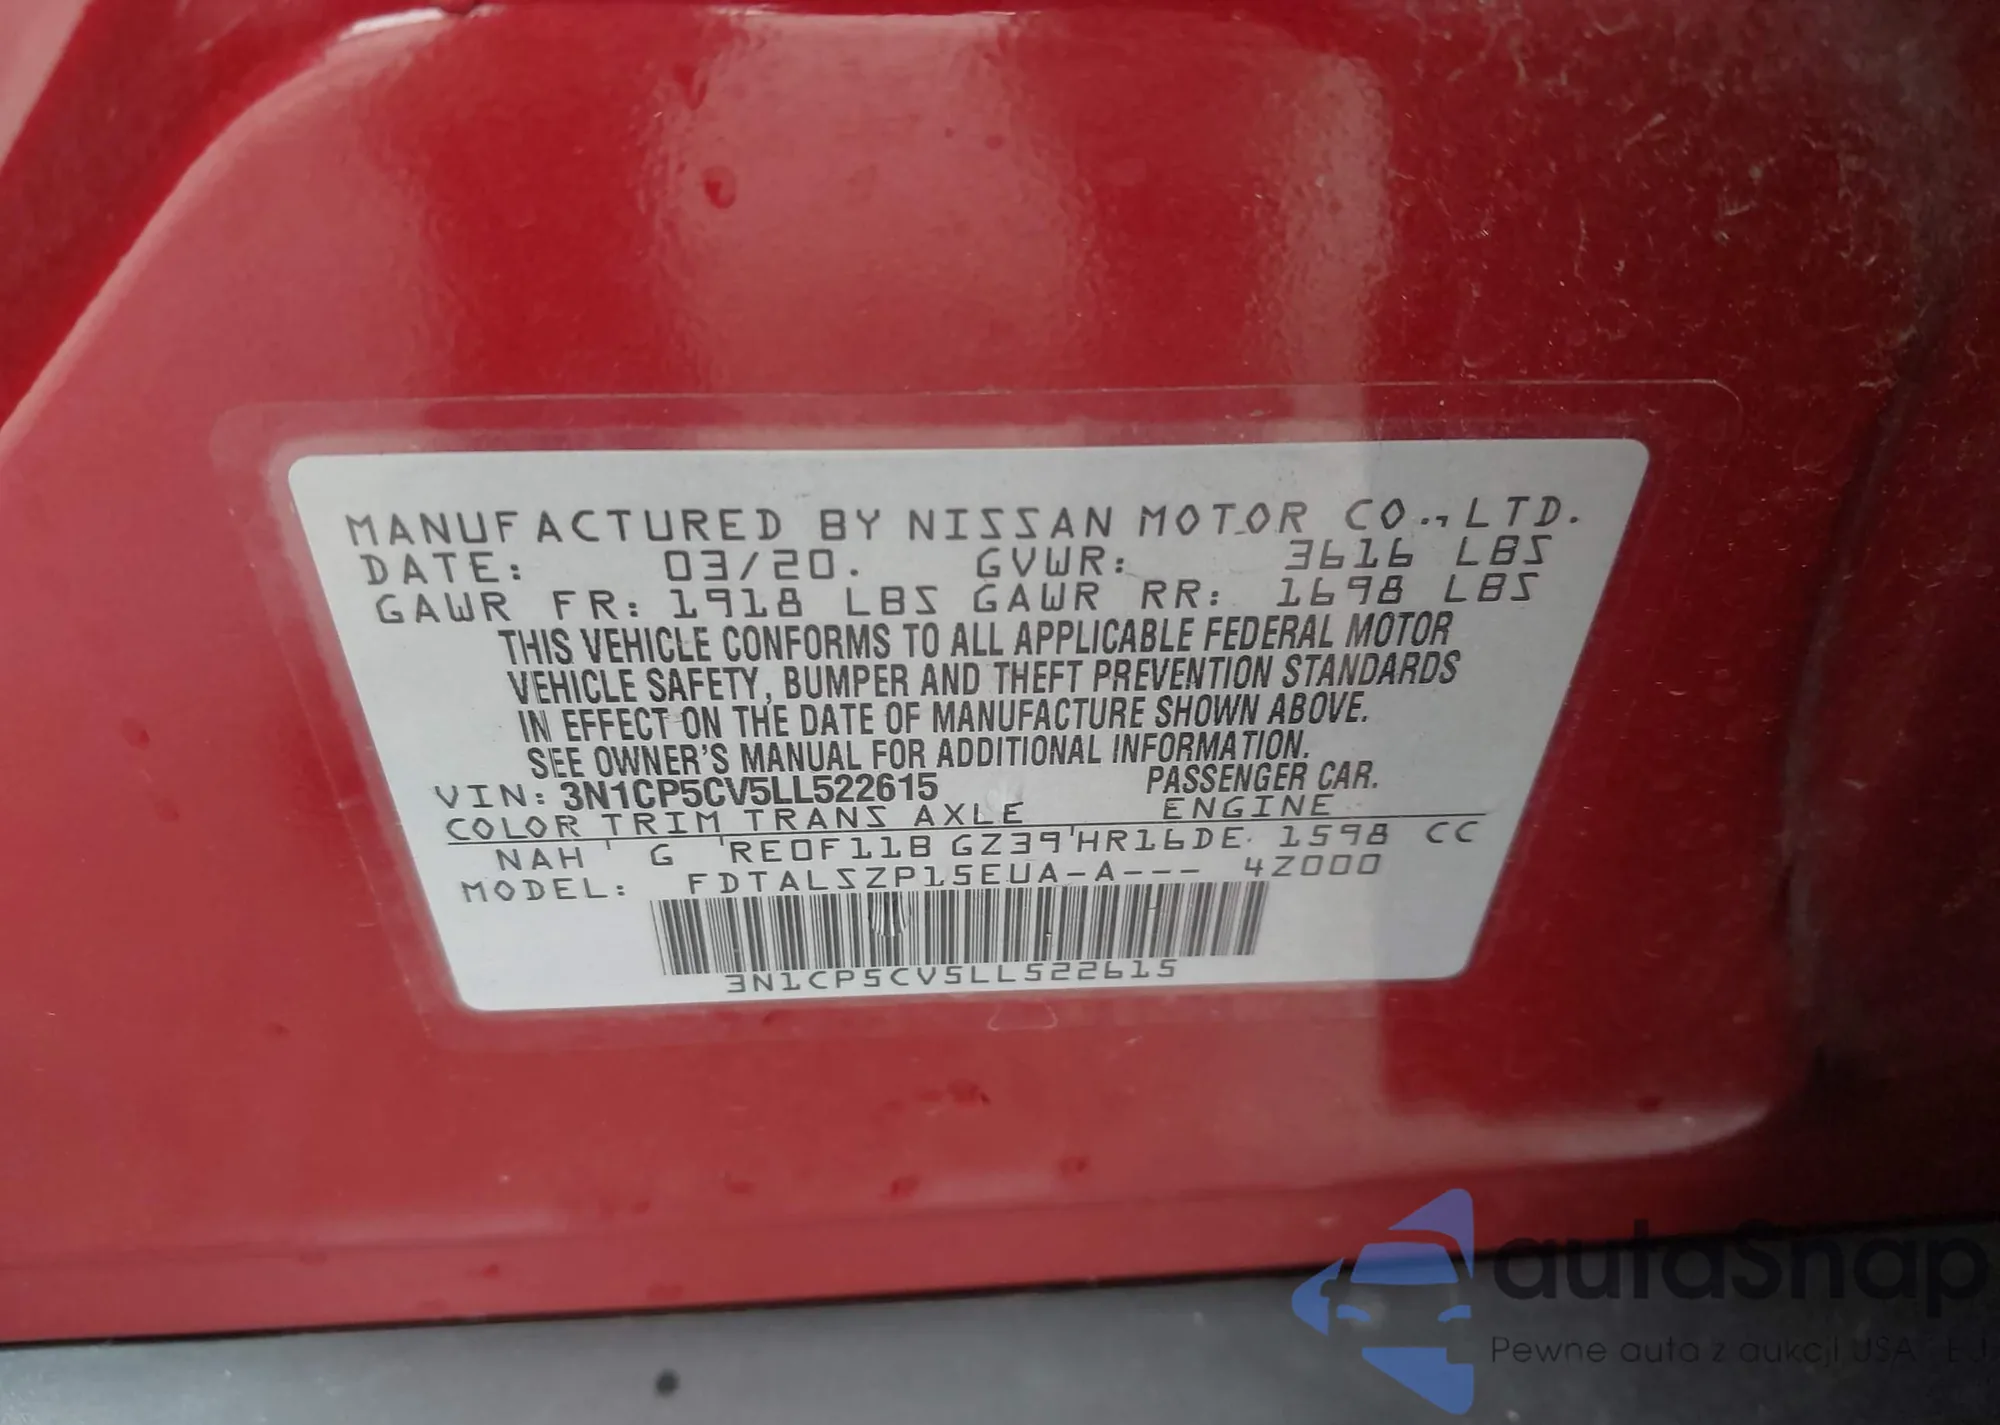 MANUFACTURED BY NISSAN MOTOR CO., LTD.
DATE: 03/20. GVWR: 3616 LBS
GAWR FR: 1918 LBS GAWR RR: 1698 LBS
THIS VEHICLE CONFORMS TO ALL APPLICABLE FEDERAL MOTOR
VEHICLE SAFETY, BUMPER AND THEFT PREVENTION STANDARDS
IN EFFECT ON THE DATE OF MANUFACTURE SHOWN ABOVE.
SEE OWNER'S MANUAL FOR ADDITIONAL INFORMATION.
VIN: 3N1CP5CV5LL522615 PASSENGER CAR.
COLOR TRIM TRANS AXLE ENGINE
NAH G RE0F11B GZ39 HR16DE 1598 CC
MODEL: FDTALSZP15EUA-A--- 4Z000
3N1CP5CV5LL522615
autaSnap
Pewne auta z aukcji USA